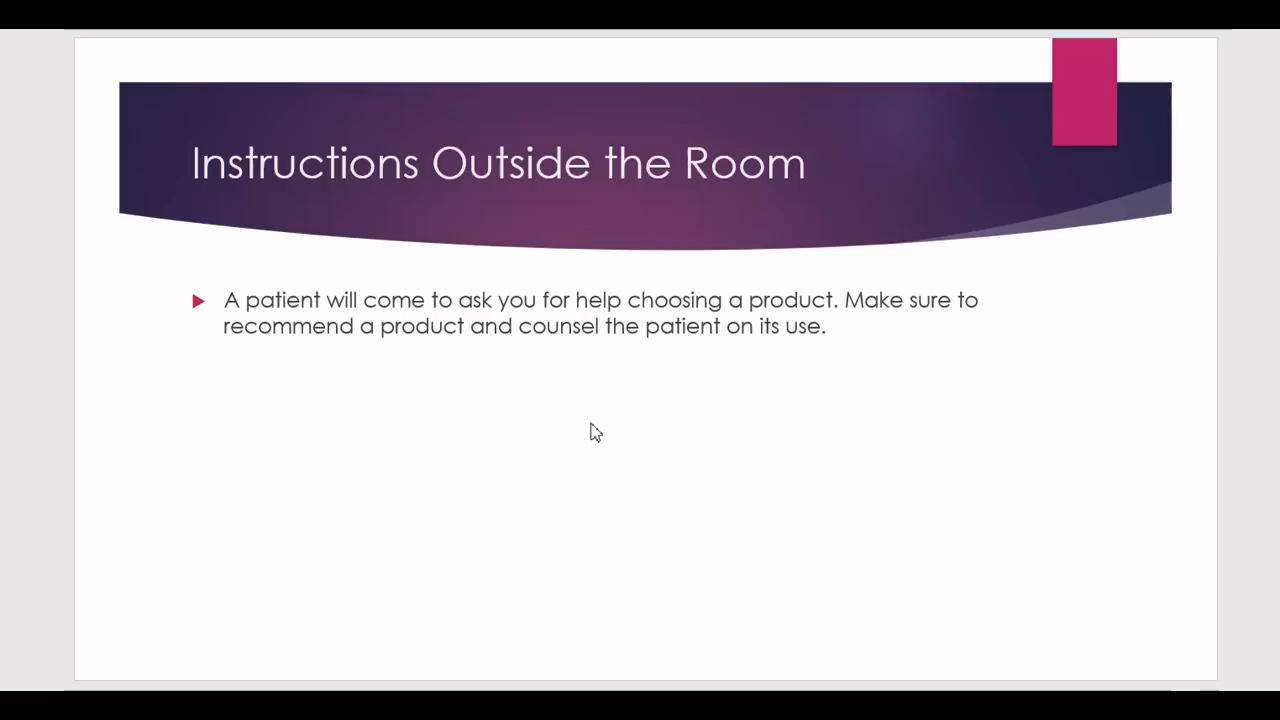 Instructions Outside the Room
A patient will come to ask you for help choosing a product. Make sure to
recommend a product and counsel the patient on its use.